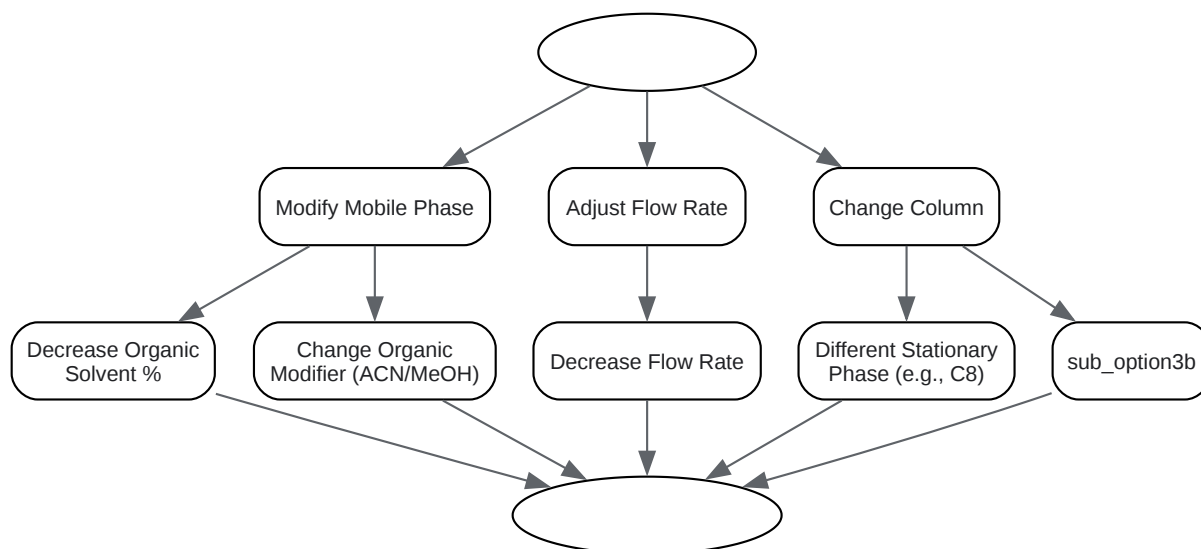 Modify Mobile Phase
Adjust Flow Rate
Change Column
Decrease Organic
Solvent %
Change Organic
Modifier (ACN/MeOH)
Decrease Flow Rate
Different Stationary
Phase (e.g., C8)
sub_option3b